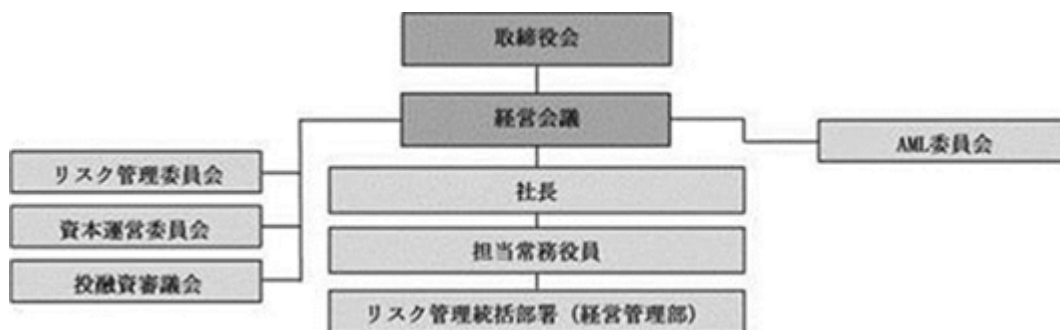 取締役会
経営会議
AML委員会
リスク管理委員会
社長
資本運営委員会
担当常務役員
投融資審議会
リスク管理統括部署（経営管理部）